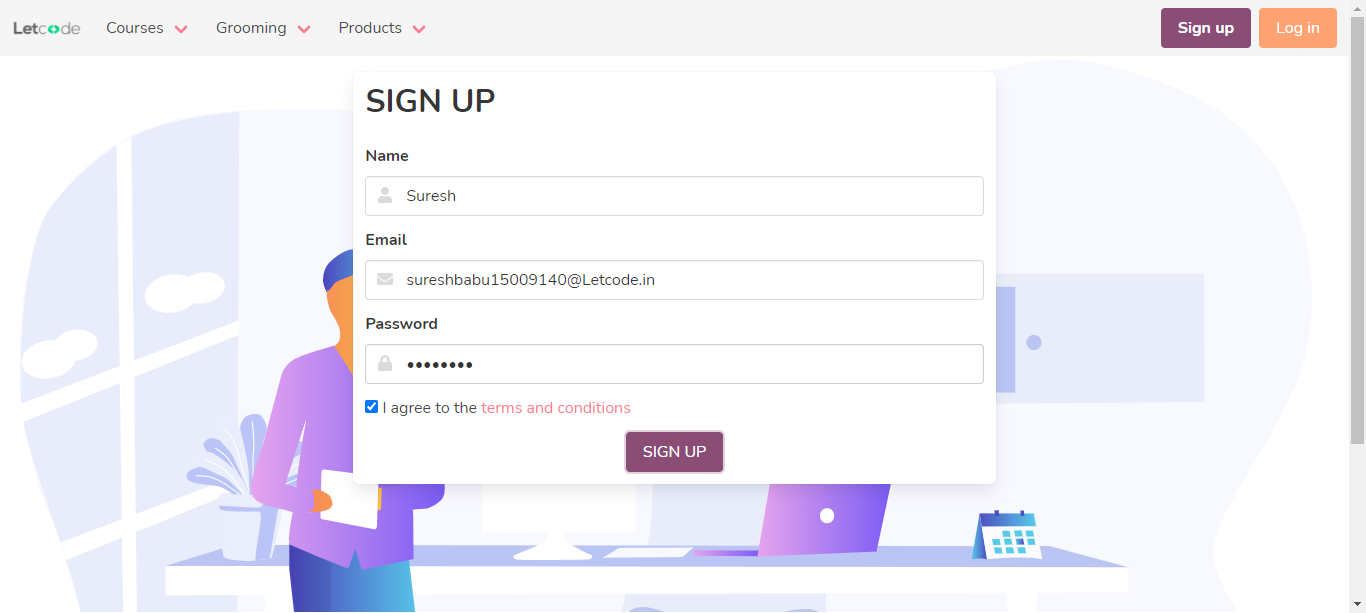 Letcode Courses Grooming Products Sign up Log in
SIGN UP
Name
Suresh
Email
sureshbabu15009140@Letcode.in
Password
••••••••
I agree to the terms and conditions
SIGN UP